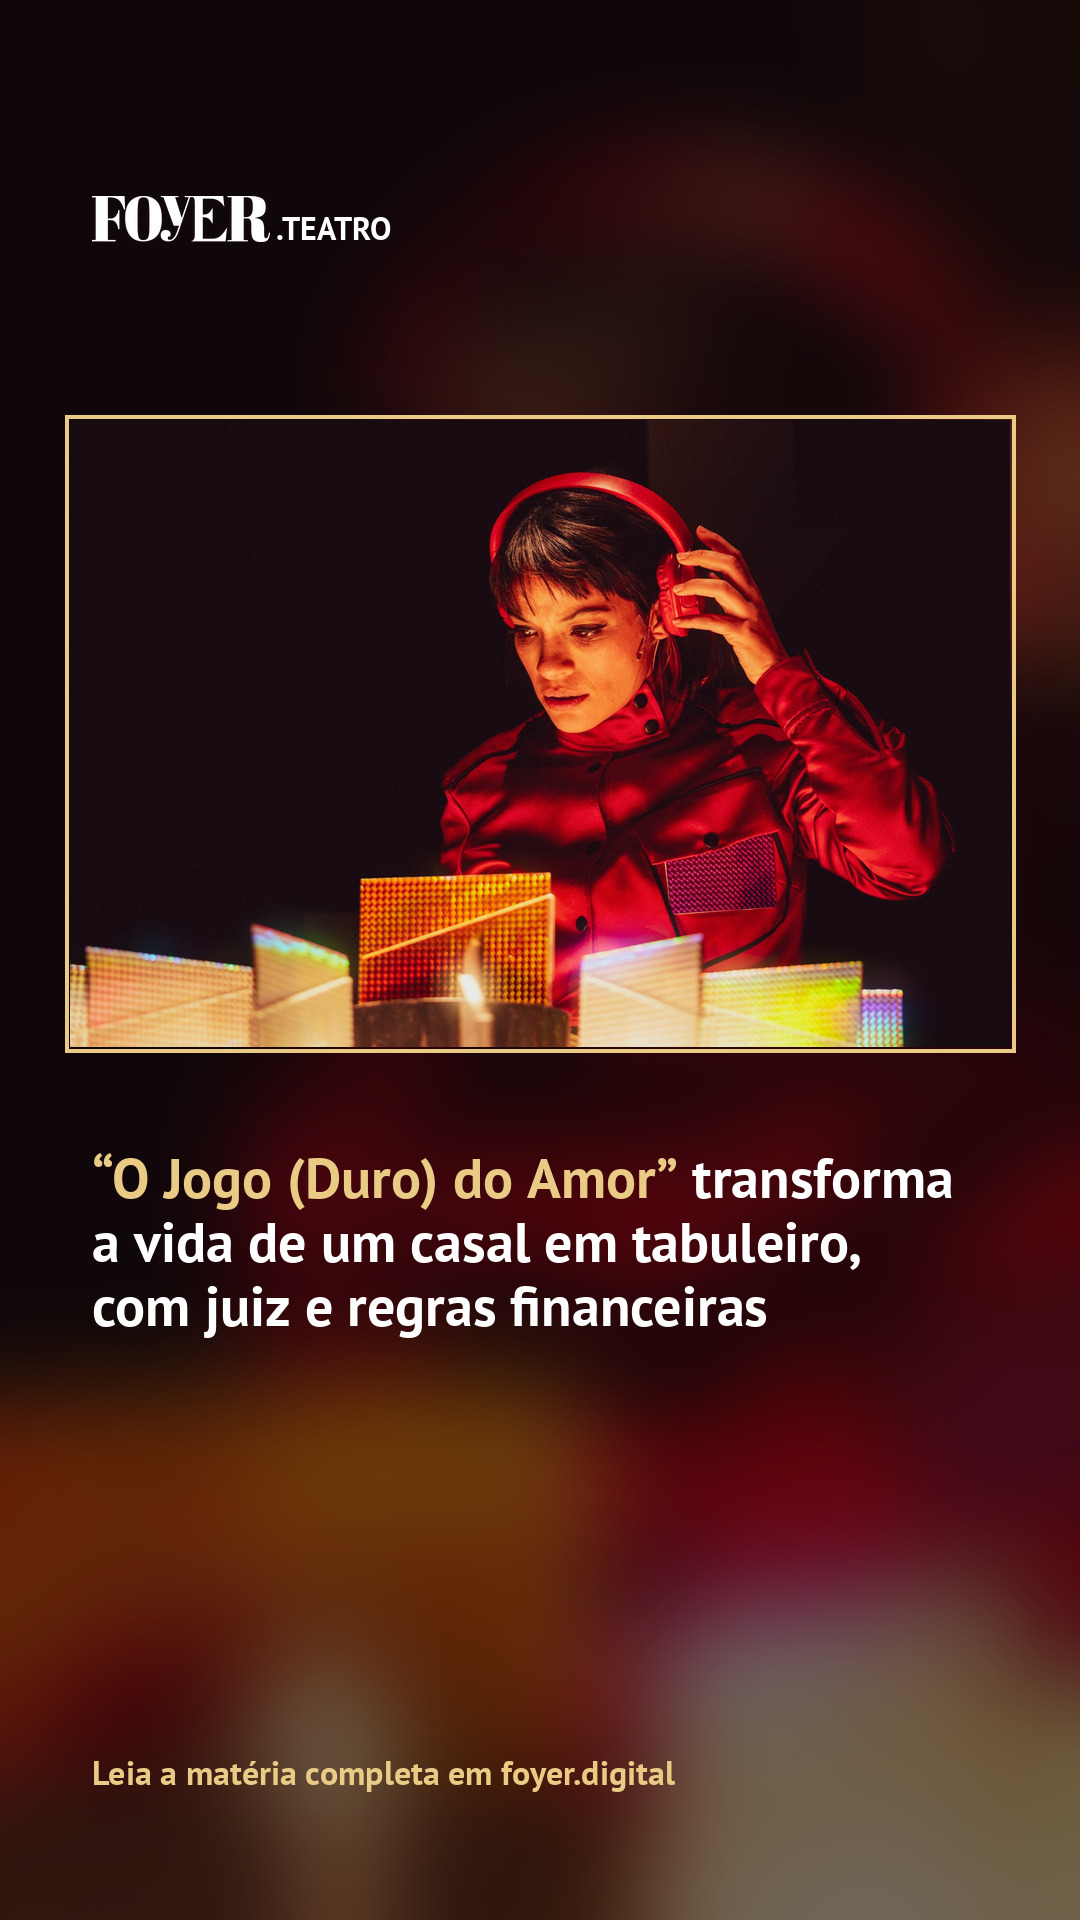 FOYER .TEATRO
“O Jogo (Duro) do Amor” transforma
a vida de um casal em tabuleiro,
com juiz e regras financeiras
Leia a matéria completa em foyer.digital